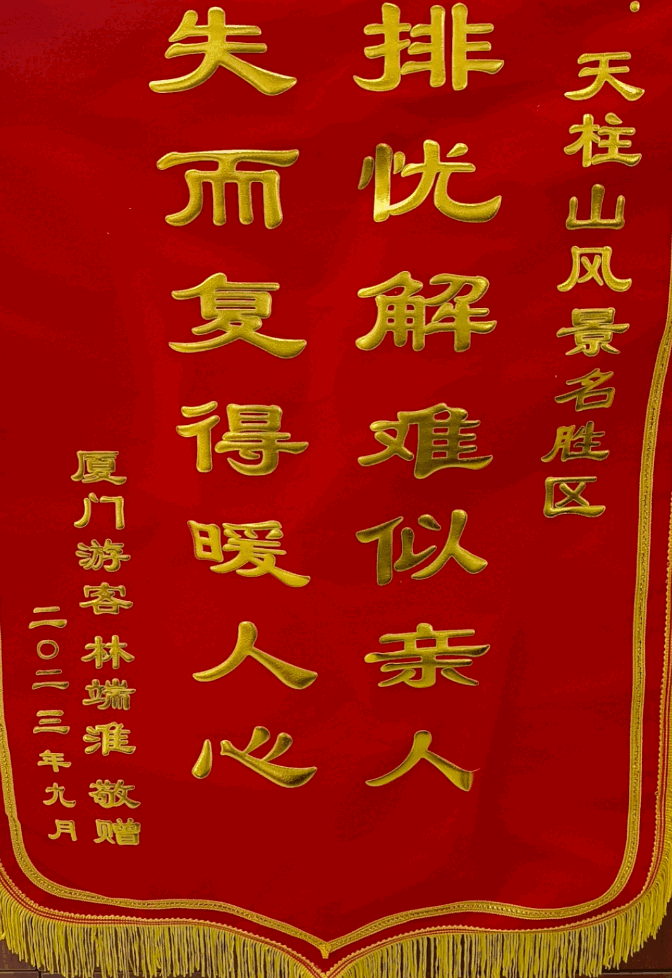 天柱山风景名胜区
排忧解难似亲人
失而复得暖人心
厦门游客 林端淮 敬赠
二〇二三年九月